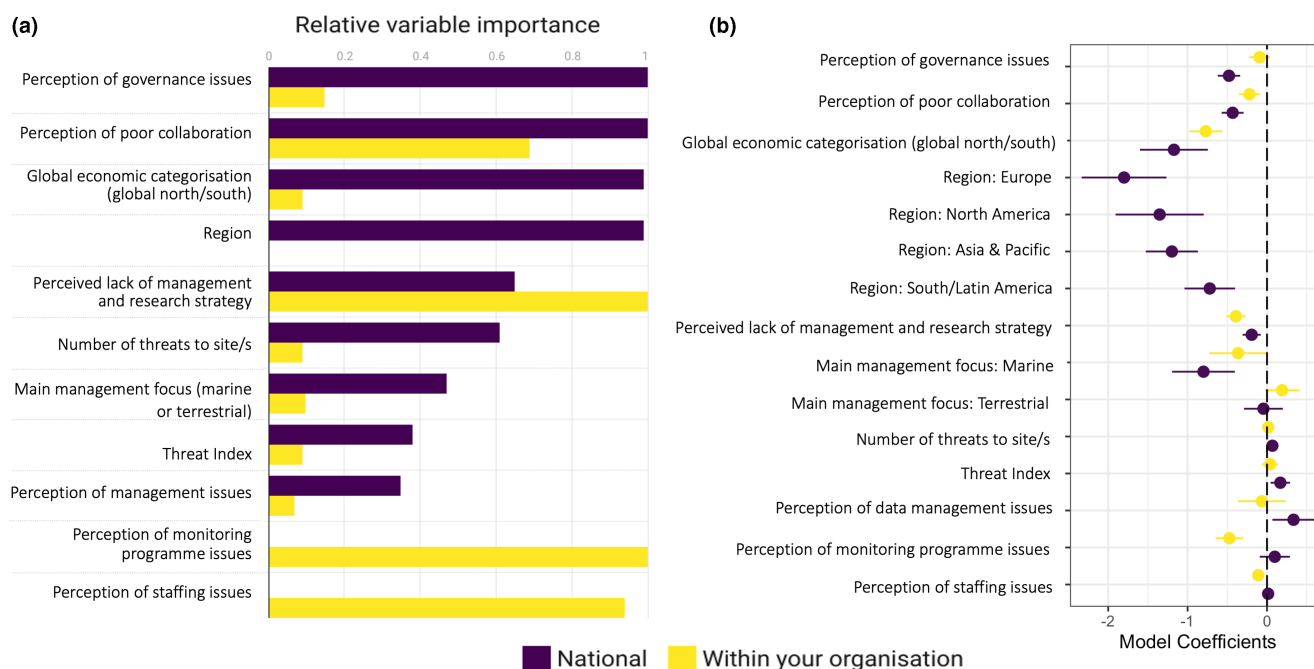 (a)
Relative variable importance
0 0.2 0.4 0.6 0.8 1
Perception of governance issues
Perception of poor collaboration
Global economic categorisation
(global north/south)
Region
Perceived lack of management
and research strategy
Number of threats to site/s
Main management focus (marine
or terrestrial)
Threat Index
Perception of management issues
Perception of monitoring
programme issues
Perception of staffing issues
(b)
Perception of governance issues
Perception of poor collaboration
Global economic categorisation (global north/south)
Region: Europe
Region: North America
Region: Asia & Pacific
Region: South/Latin America
Perceived lack of management and research strategy
Main management focus: Marine
Main management focus: Terrestrial
Number of threats to site/s
Threat Index
Perception of data management issues
Perception of monitoring programme issues
Perception of staffing issues
-2 -1 0
Model Coefficients
National
Within your organisation